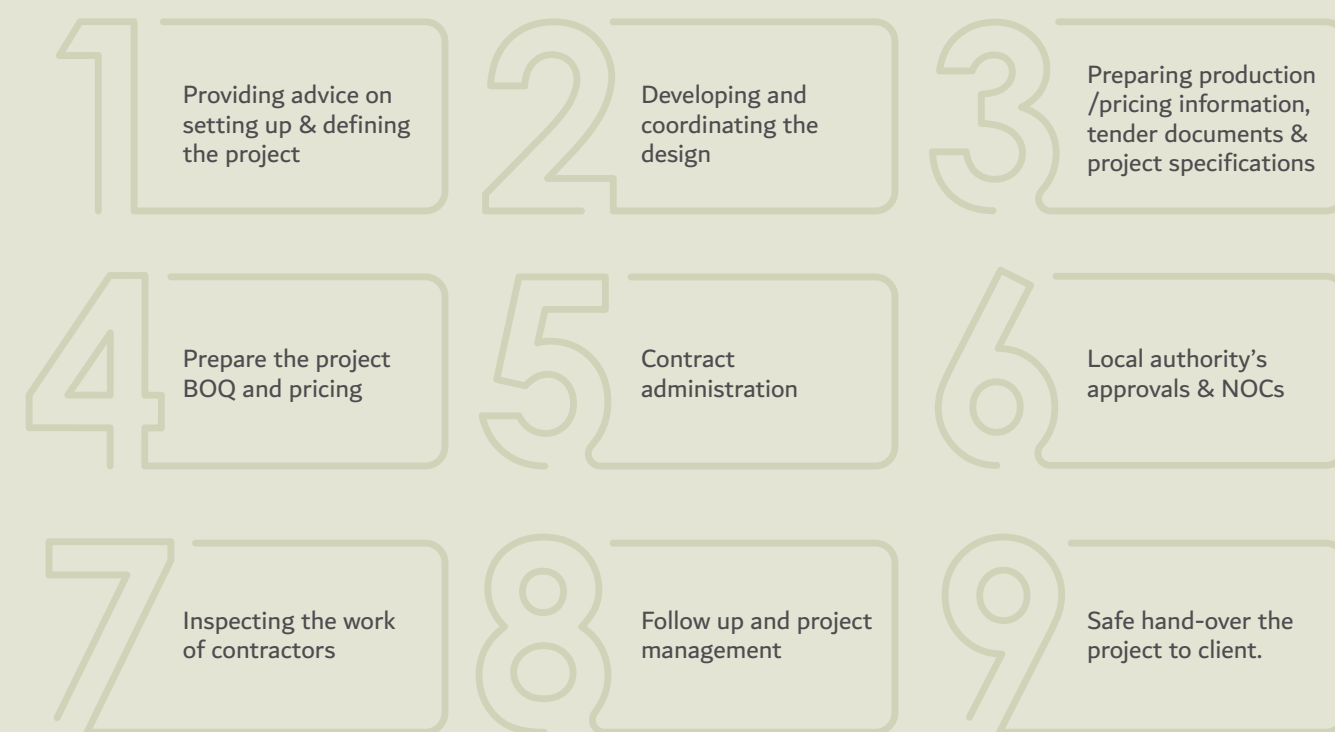 1
Providing advice on
setting up & defining
the project
2
Developing and
coordinating the
design
3
Preparing production
/pricing information,
tender documents &
project specifications
4
Prepare the project
BOQ and pricing
5
Contract
administration
6
Local authority’s
approvals & NOCs
7
Inspecting the work
of contractors
8
Follow up and project
management
9
Safe hand-over the
project to client.